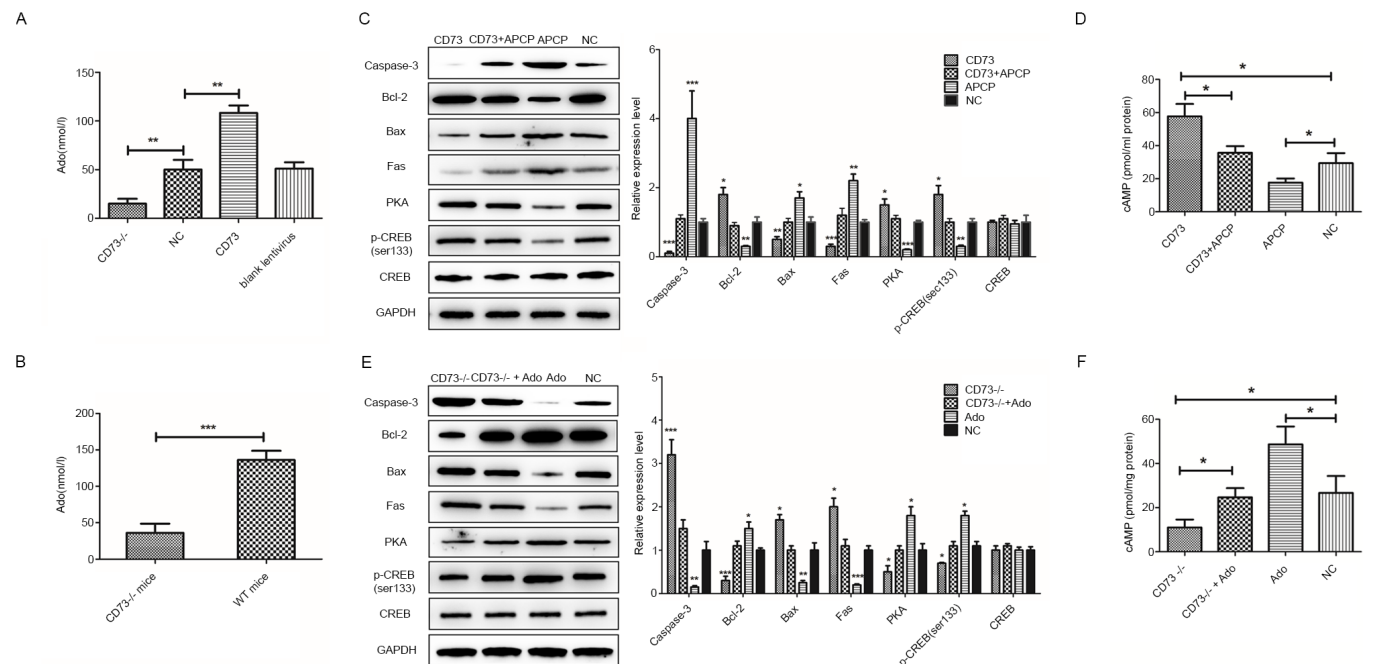 A
150
**
**
100
Ado(nmol/l)
50
0
CD73-/-
NC
CD73
blank lentivirus
B
200
***
150
Ado(nmol/l)
100
50
0
CD73-/- mice
WT mice
C
CD73 CD73+APCP APCP NC
Caspase-3
Bcl-2
Bax
Fas
PKA
p-CREB
(ser133)
CREB
GAPDH
Relative expression level
6
4
2
0
CD73
CD73+APCP
APCP
NC
***
***
*
**
**
*
***
**
*
***
*
**
Caspase-3
Bcl-2
Bax
Fas
PKA
p-CREB(sec133)
CREB
D
80
60
40
20
0
cAMP (pmol/ml protein)
*
*
*
CD73
CD73+APCP
APCP
NC
E
CD73-/- CD73-/- + Ado Ado NC
Caspase-3
Bcl-2
Bax
Fas
PKA
p-CREB
(ser133)
CREB
GAPDH
Relative expression level
5
4
3
2
1
0
CD73-/-
CD73-/-+Ado
Ado
NC
***
**
***
*
*
**
*
***
*
*
*
*
Caspase-3
Bcl-2
Bax
Fas
PKA
p-CREB(ser133)
CREB
F
60
40
20
0
cAMP (pmol/mg protein)
*
*
*
CD73 -/-
CD73-/- + Ado
Ado
NC